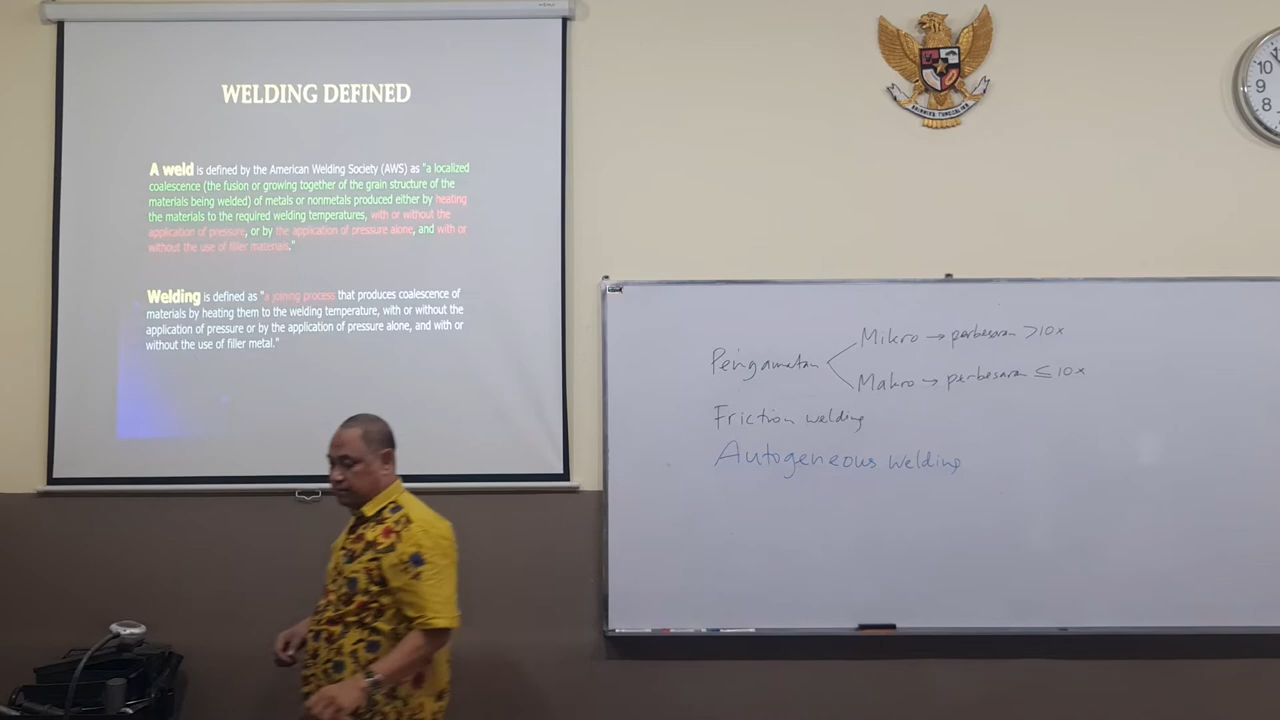 WELDING DEFINED
A weld is defined by the American Welding Society (AWS) as "a localized
coalescence (the fusion or growing together of the grain structure of the
materials being welded) of metals or nonmetals produced either by heating
the materials to the required welding temperatures, with or without the
application of pressure, or by the application of pressure alone, and with or
without the use of filler materials."
Welding is defined as "a joining process that produces coalescence of
materials by heating them to the welding temperature, with or without the
application of pressure or by the application of pressure alone, and with or
without the use of filler metal."
BHINNEKA TUNGGAL IKA
10
9
8
Pengamatan
Mikro → perbesaran >10x
Makro → perbesaran ≤ 10x
Friction welding
Autogeneous welding